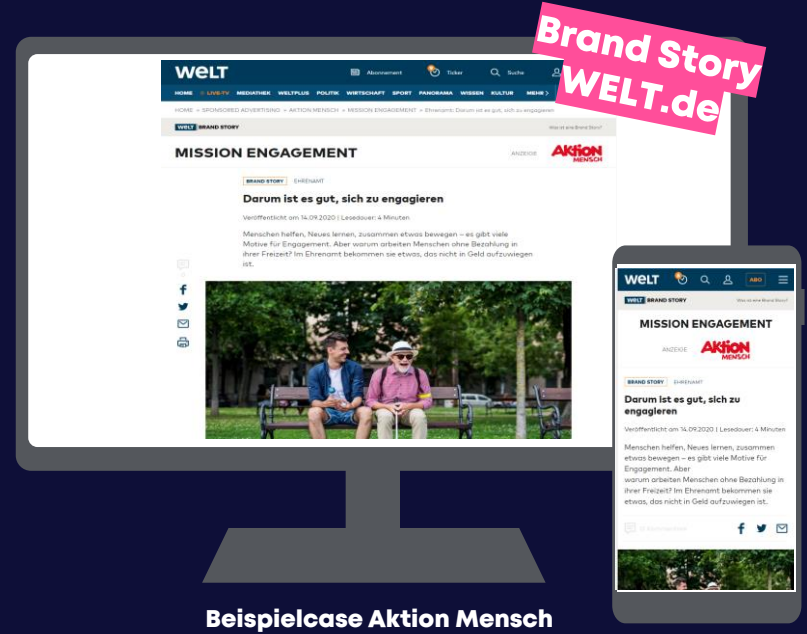 Brand Story
WELT.de
WELT
Abonnement
Ticker
Suche
HOME LIVE-TV MEDIATHEK WELTPLUS POLITIK WIRTSCHAFT SPORT PANORAMA WISSEN KULTUR MEHR
HOME » SPONSORED ADVERTISING » AKTION MENSCH » MISSION ENGAGEMENT » Ehrenamt: Darum ist es gut, sich zu engagieren
WELT BRAND STORY
Was ist eine Brand Story?
MISSION ENGAGEMENT
ANZEIGE
AKTION
MENSCH
BRAND STORY EHRENAMT
Darum ist es gut, sich zu engagieren
Veröffentlicht am 14.09.2020 | Lesedauer: 4 Minuten
Menschen helfen, Neues lernen, zusammen etwas bewegen – es gibt viele
Motive für Engagement. Aber warum arbeiten Menschen ohne Bezahlung in
ihrer Freizeit? Im Ehrenamt bekommen sie etwas, das nicht in Geld aufzuwiegen
ist.
WELT
ABO
WELT BRAND STORY
Was ist eine Brand Story?
MISSION ENGAGEMENT
ANZEIGE
AKTION
MENSCH
BRAND STORY EHRENAMT
Darum ist es gut, sich zu
engagieren
Veröffentlicht am 14.09.2020 | Lesedauer: 4 Minuten
Menschen helfen, Neues lernen, zusammen
etwas bewegen – es gibt viele Motive für
Engagement. Aber
warum arbeiten Menschen ohne Bezahlung in
ihrer Freizeit? Im Ehrenamt bekommen sie
etwas, das nicht in Geld aufzuwiegen ist.
Beispielcase Aktion Mensch